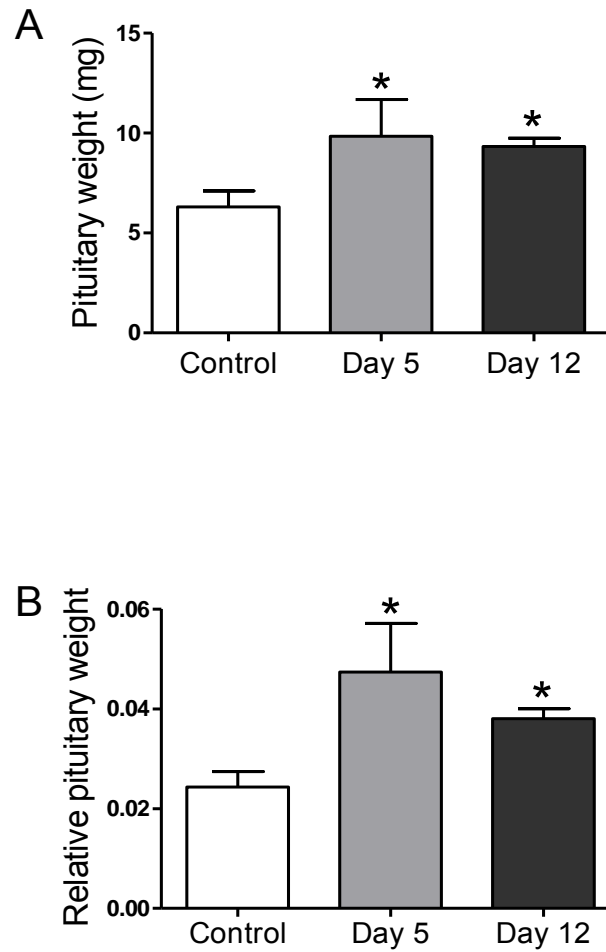 A
Pituitary weight (mg)
15
10
5
0
*
*
Control Day 5 Day 12
B
Relative pituitary weight
0.06
0.04
0.02
0.00
*
*
Control Day 5 Day 12